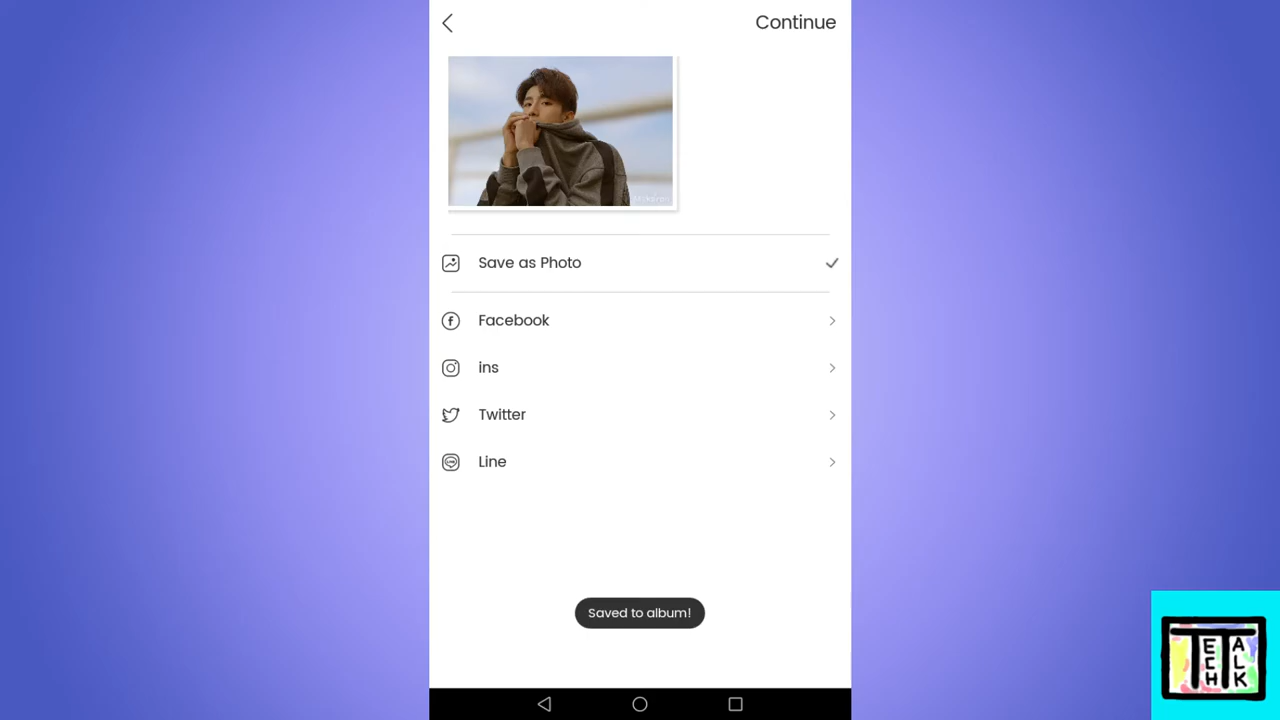 Continue
Save as Photo
Facebook
ins
Twitter
Line
Saved to album!
TECH TALK